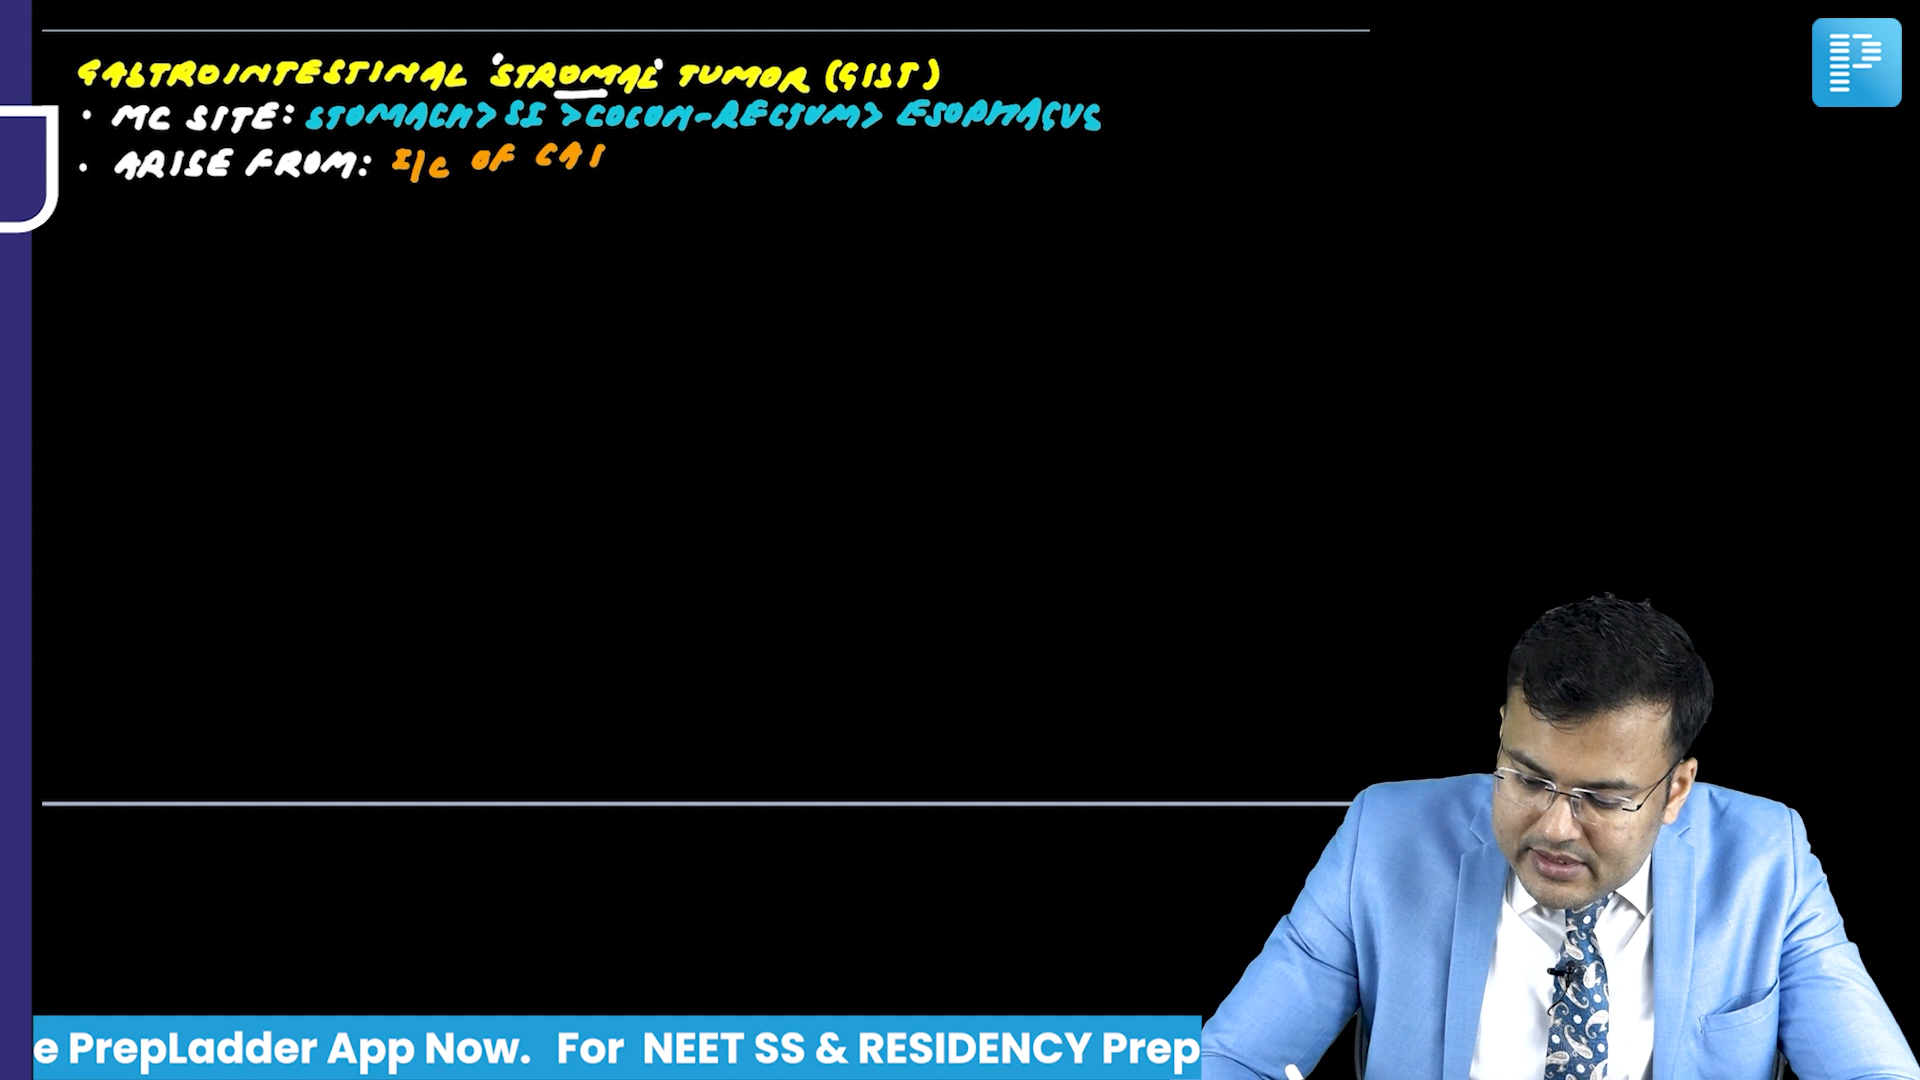 GASTROINTESTINAL 'STROMAL' TUMOR (GIST)
• MC SITE: STOMACH > SI > COLON-RECTUM > ESOPHAGUS
• ARISE FROM: I/C OF CAJ
e PrepLadder App Now. For NEET SS & RESIDENCY Prep